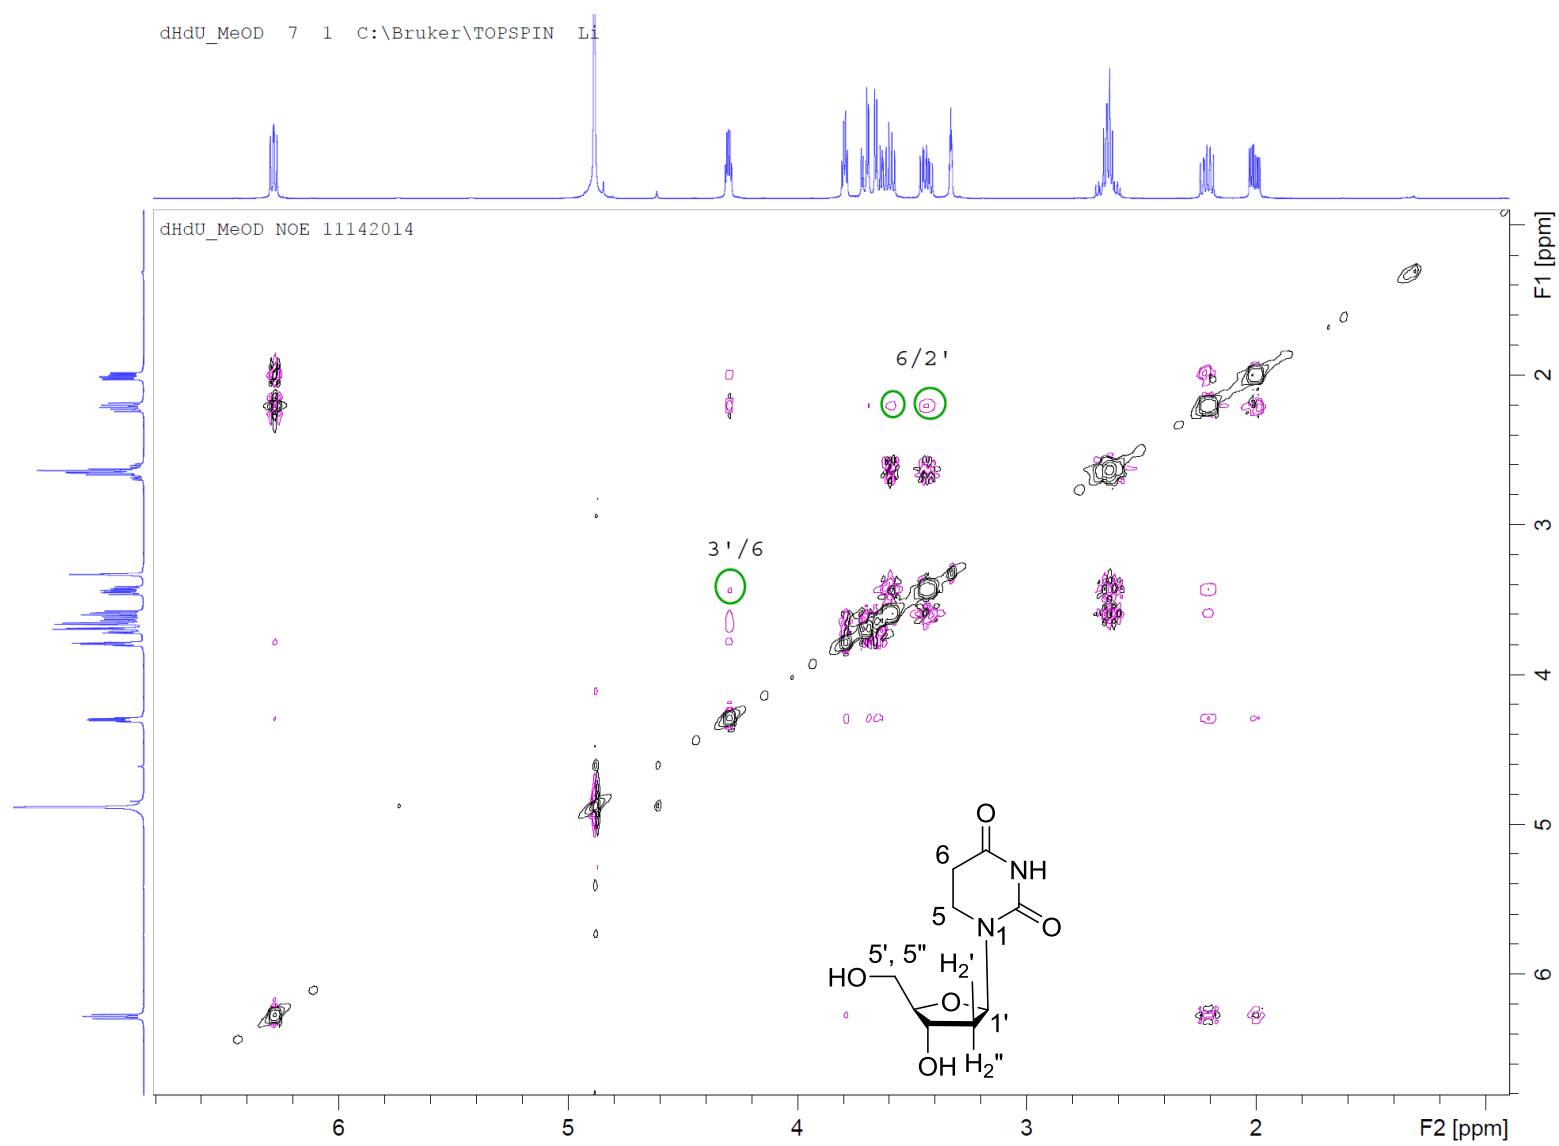 dHdU_MeOD 7 1 C:\Bruker\TOPSPIN Li
dHdU_MeOD NOE 11142014
6/2'
3'/6
F1 [ppm]
2
3
4
5
6
O
6
NH
5
N
1
O
5', 5"
HO
H2'
O
1'
OH
H2"
6
5
4
3
2
F2 [ppm]